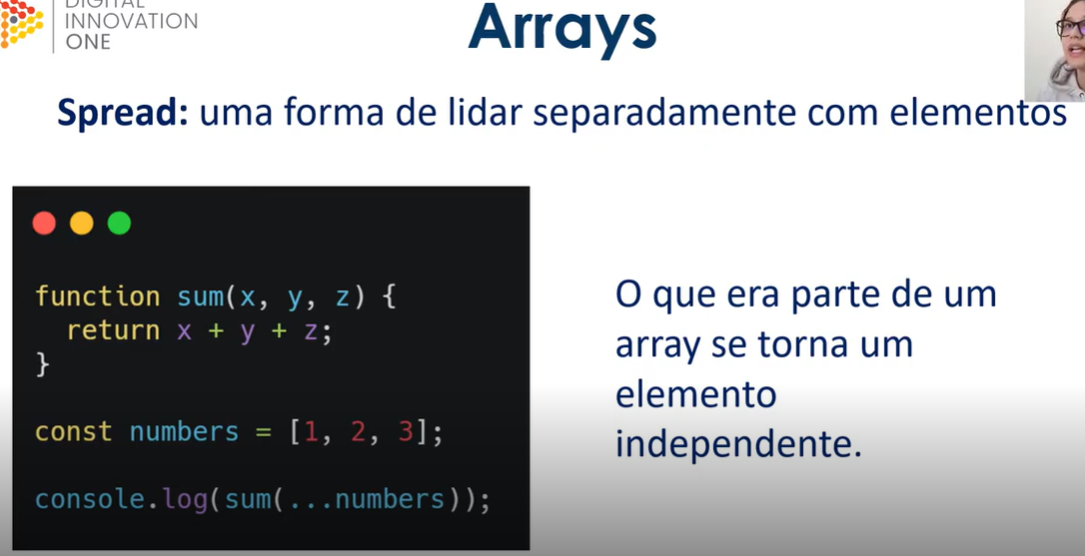 DIGITAL
INNOVATION
ONE
Arrays
Spread: uma forma de lidar separadamente com elementos
function sum(x, y, z) {
  return x + y + z;
}
const numbers = [1, 2, 3];
console.log(sum(...numbers));
O que era parte de um
array se torna um
elemento
independente.